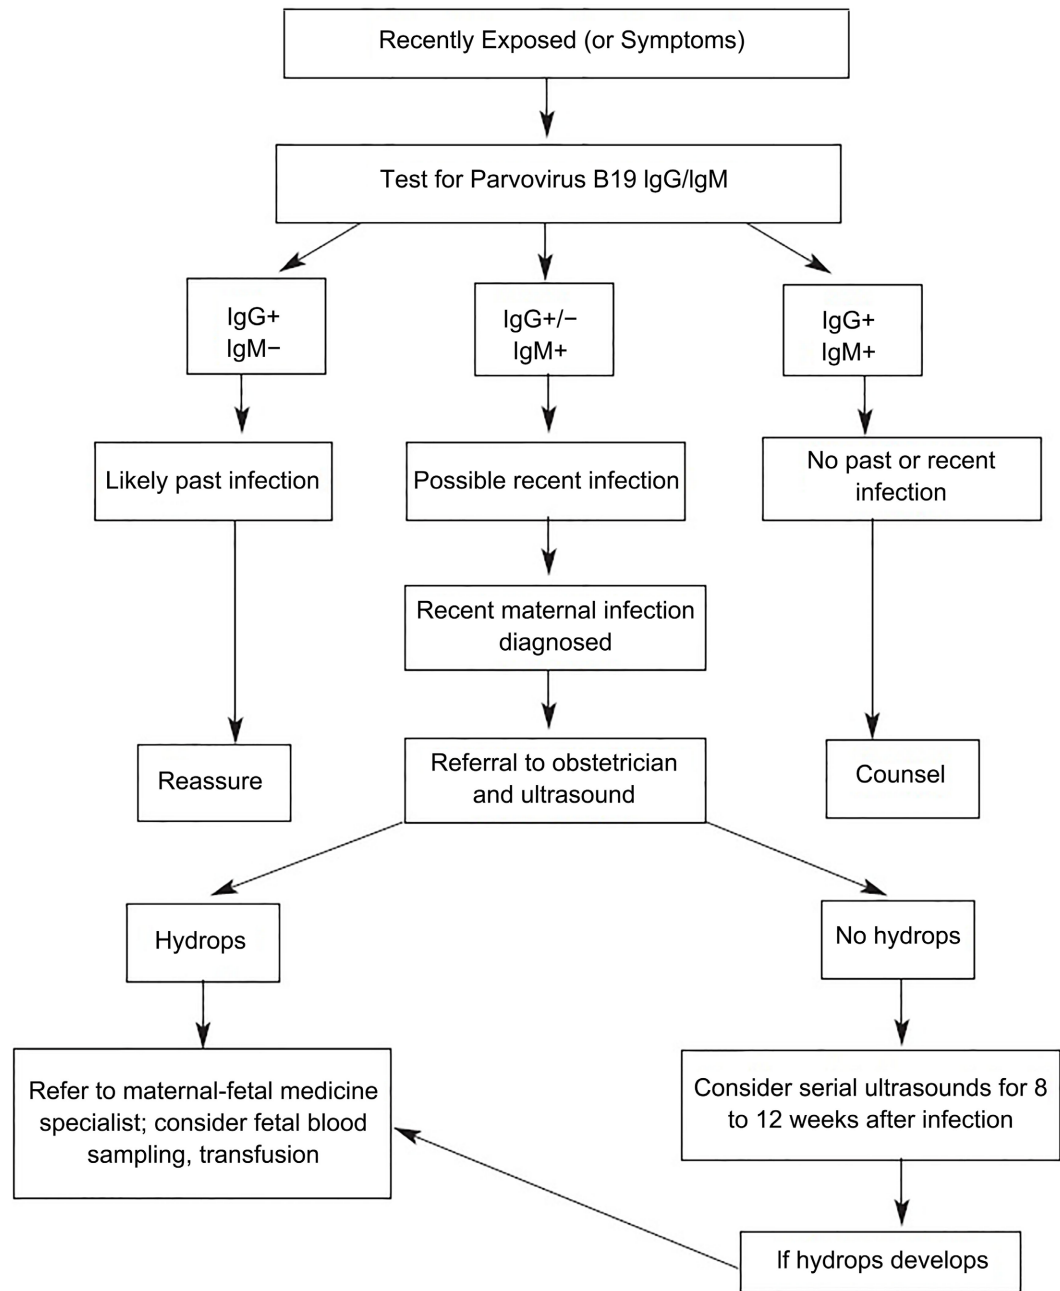 Recently Exposed (or Symptoms)
Test for Parvovirus B19 IgG/IgM
IgG+
IgM−
IgG+/−
IgM+
IgG+
IgM+
Likely past infection
Possible recent infection
No past or recent
infection
Recent maternal infection
diagnosed
Reassure
Referral to obstetrician
and ultrasound
Counsel
Hydrops
No hydrops
Refer to maternal-fetal medicine
specialist; consider fetal blood
sampling, transfusion
Consider serial ultrasounds for 8
to 12 weeks after infection
If hydrops develops